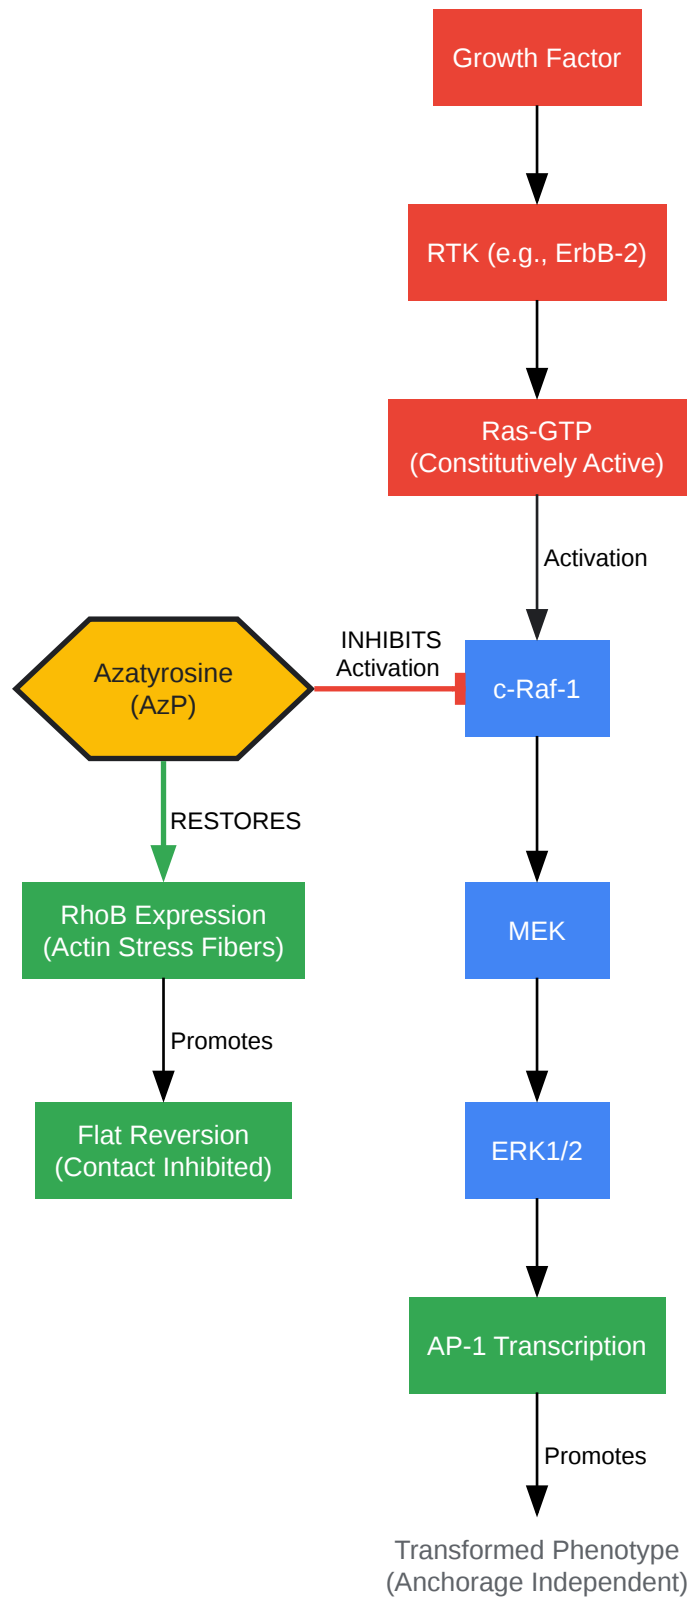 Growth Factor
RTK (e.g., ErbB-2)
Ras-GTP
(Constitutively Active)
Activation
INHIBITS
Activation
Azatyrosine
(AzP)
c-Raf-1
RESTORES
RhoB Expression
(Actin Stress Fibers)
MEK
Promotes
Flat Reversion
(Contact Inhibited)
ERK1/2
AP-1 Transcription
Promotes
Transformed Phenotype
(Anchorage Independent)